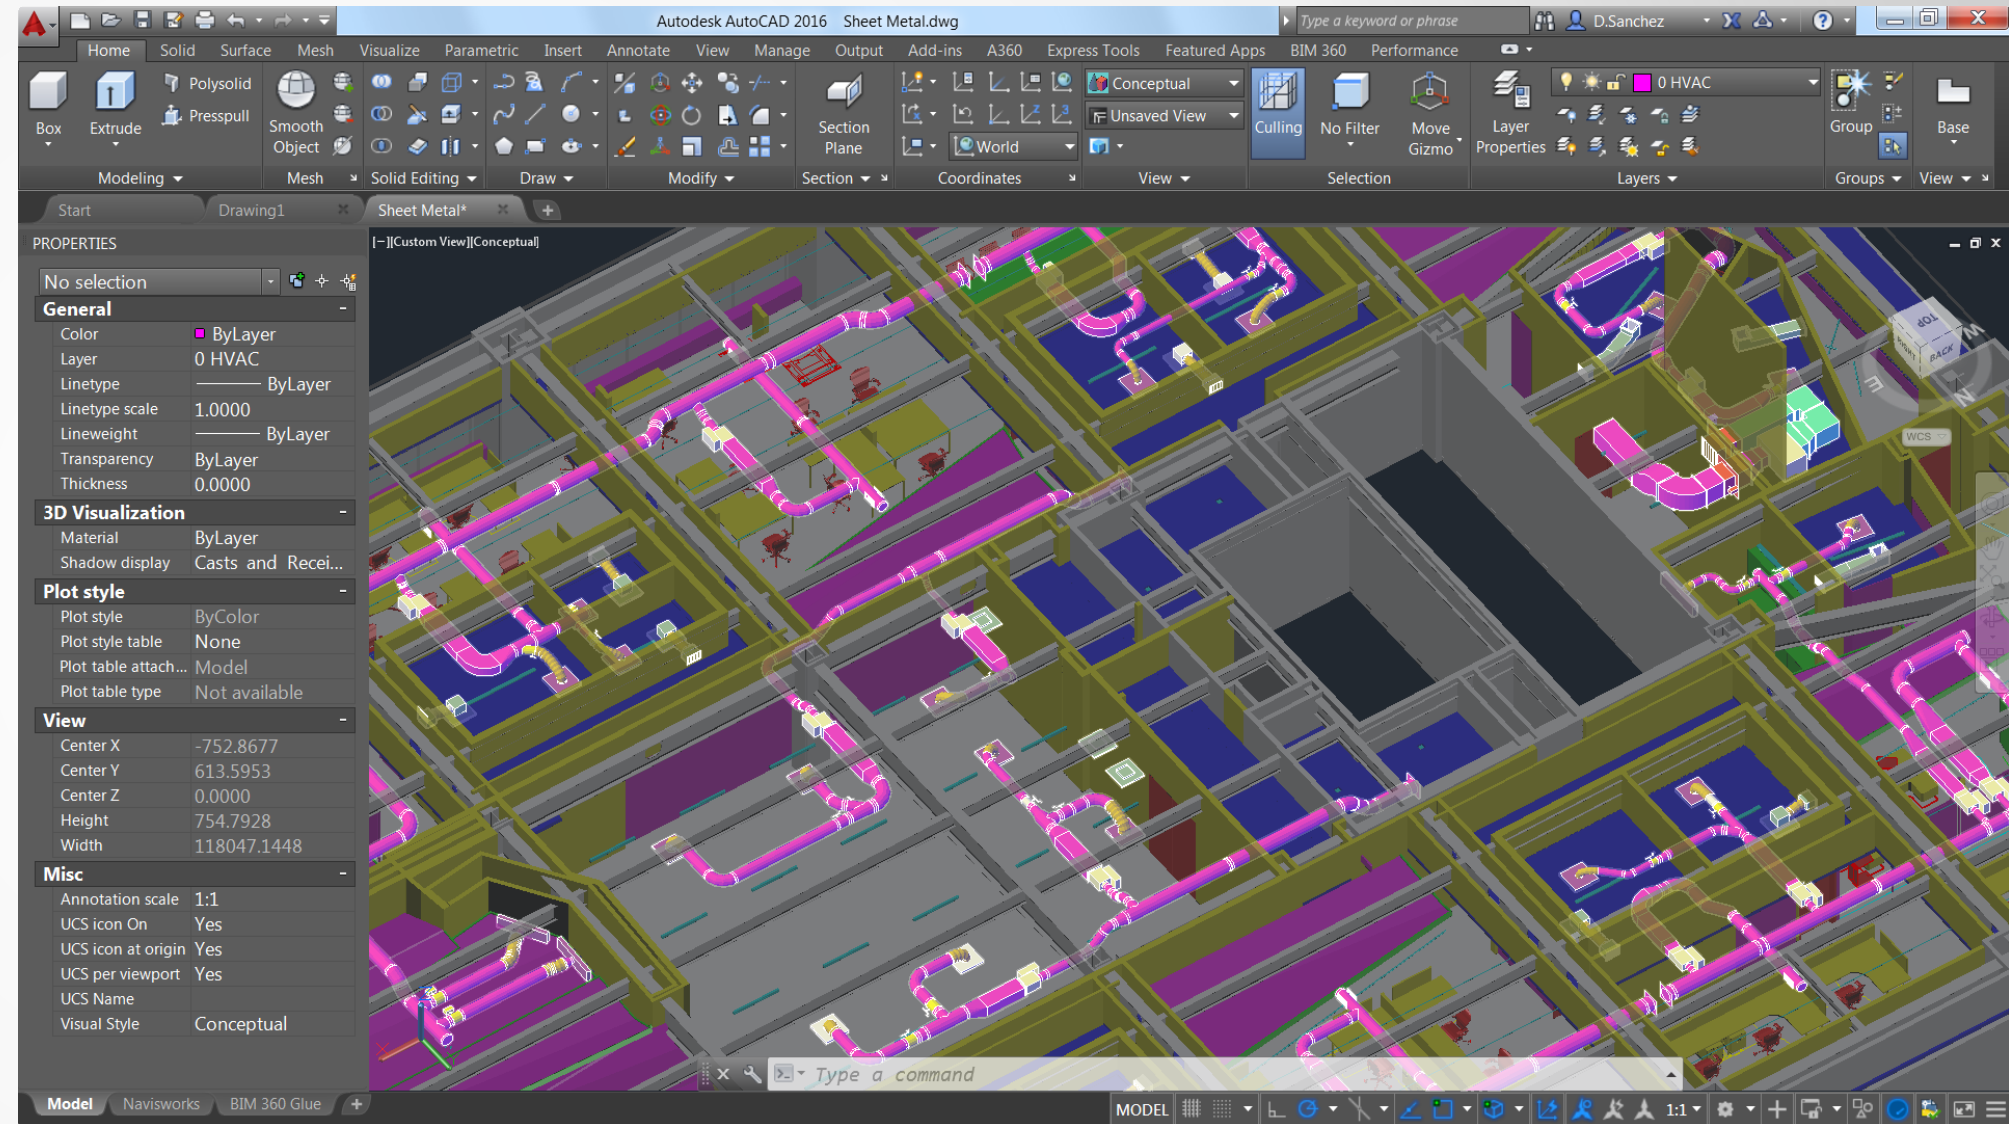 Autodesk AutoCAD 2016 Sheet Metal.dwg
Type a keyword or phrase
D.Sanchez
Home Solid Surface Mesh Visualize Parametric Insert Annotate View Manage Output Add-ins A360 Express Tools Featured Apps BIM 360 Performance
Box
Extrude
Polysolid
Presspull
Smooth
Object
Section
Plane
World
Conceptual
Unsaved View
Culling
No Filter
Move
Gizmo
Layer
Properties
0 HVAC
Group
Base
Modeling Mesh Solid Editing Draw Modify Section Coordinates View Selection Layers Groups View
Start Drawing1 Sheet Metal* +
PROPERTIES
[−][Custom View][Conceptual]
No selection
General -
Color ByLayer
Layer 0 HVAC
Linetype ByLayer
Linetype scale 1.0000
Lineweight ByLayer
Transparency ByLayer
Thickness 0.0000
3D Visualization -
Material ByLayer
Shadow display Casts and Recei...
Plot style -
Plot style ByColor
Plot style table None
Plot table attach... Model
Plot table type Not available
View -
Center X -752.8677
Center Y 613.5953
Center Z 0.0000
Height 754.7928
Width 118047.1448
Misc -
Annotation scale 1:1
UCS icon On Yes
UCS icon at origin Yes
UCS per viewport Yes
UCS Name
Visual Style Conceptual
TOP
RIGHT
BACK
W
E
N
WCS
Type a command
Model Navisworks BIM 360 Glue +
MODEL 1:1